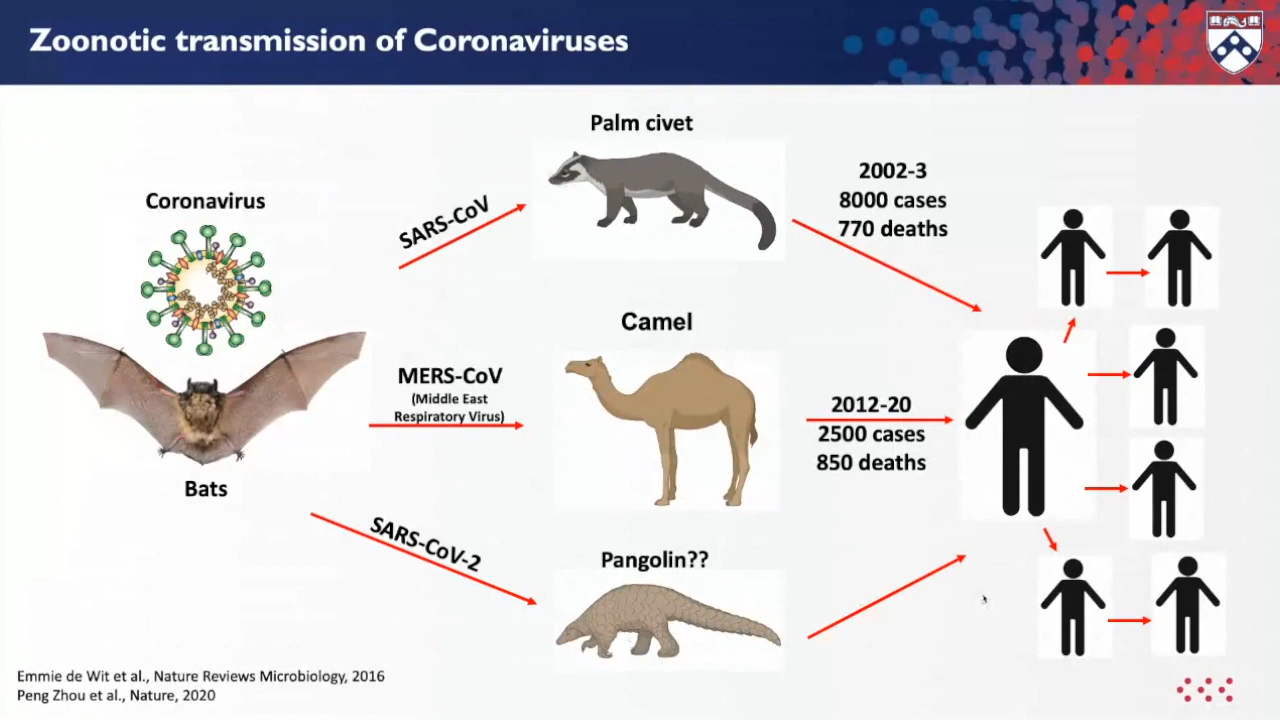 Zoonotic transmission of Coronaviruses
Palm civet
2002-3
8000 cases
770 deaths
Coronavirus
SARS-CoV
Camel
MERS-CoV
(Middle East
Respiratory Virus)
2012-20
2500 cases
850 deaths
Bats
SARS-CoV-2
Pangolin??
Emmie de Wit et al., Nature Reviews Microbiology, 2016
Peng Zhou et al., Nature, 2020